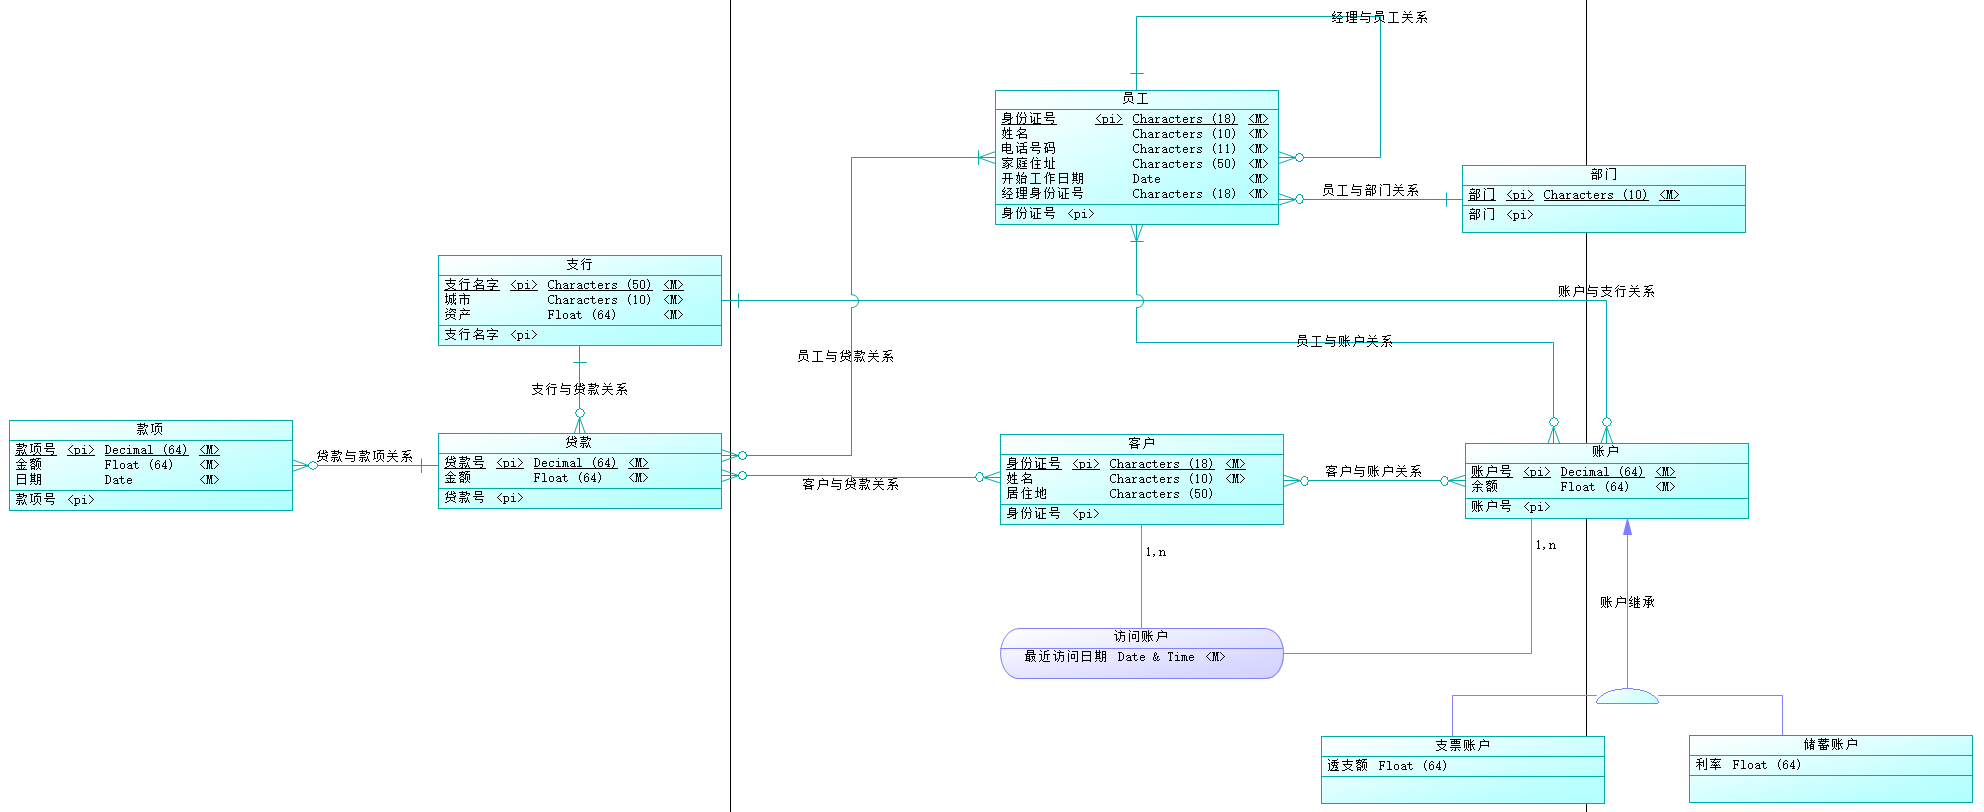 经理与员工关系
员工
身份证号 <pi> Characters (18) <M>
姓名 Characters (10) <M>
电话号码 Characters (11) <M>
家庭住址 Characters (50) <M>
开始工作日期 Date <M>
经理身份证号 Characters (18) <M>
身份证号 <pi>
员工与部门关系
部门
部门 <pi> Characters (10) <M>
部门 <pi>
支行
支行名字 <pi> Characters (50) <M>
城市 Characters (10) <M>
资产 Float (64) <M>
支行名字 <pi>
账户与支行关系
员工与账户关系
员工与贷款关系
支行与贷款关系
款项
款项号 <pi> Decimal (64) <M>
金额 Float (64) <M>
日期 Date <M>
款项号 <pi>
贷款与款项关系
贷款
贷款号 <pi> Decimal (64) <M>
金额 Float (64) <M>
贷款号 <pi>
客户与贷款关系
客户
身份证号 <pi> Characters (18) <M>
姓名 Characters (10) <M>
居住地 Characters (50)
身份证号 <pi>
客户与账户关系
账户
账户号 <pi> Decimal (64) <M>
余额 Float (64) <M>
账户号 <pi>
1,n
1,n
账户继承
访问账户
最近访问日期 Date & Time <M>
支票账户
透支额 Float (64)
储蓄账户
利率 Float (64)